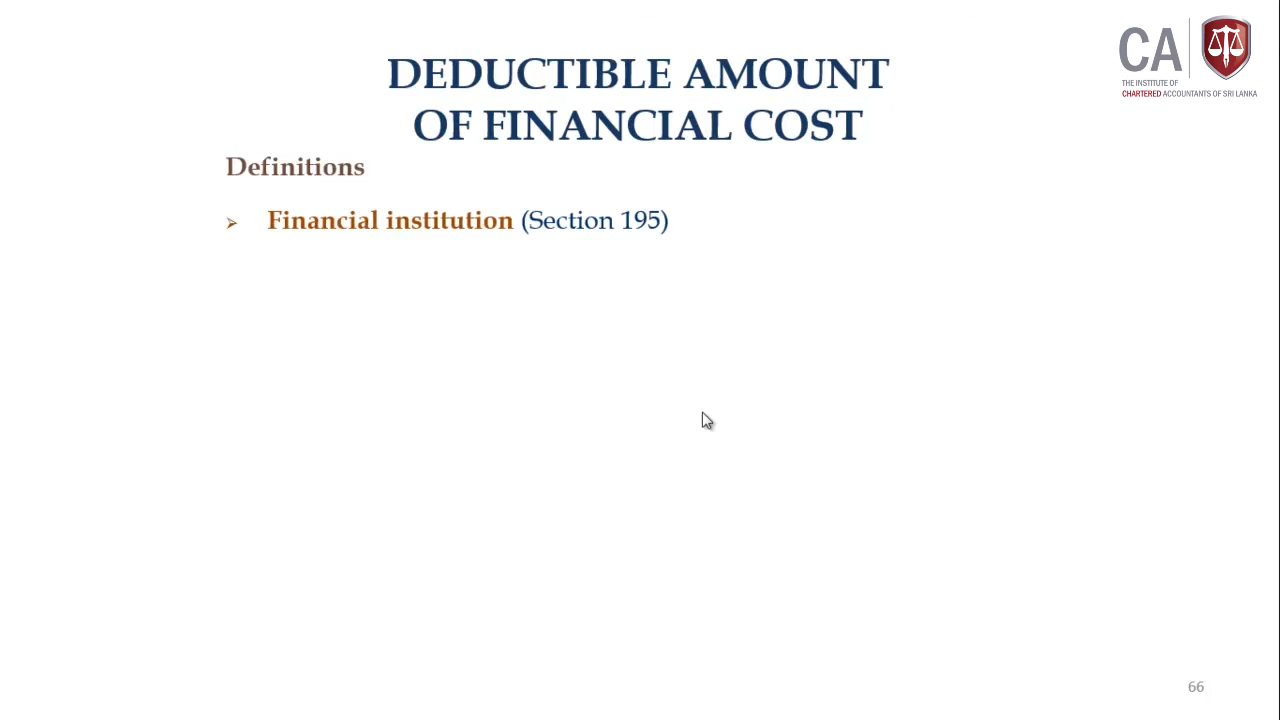 CA
THE INSTITUTE OF
CHARTERED ACCOUNTANTS OF SRI LANKA
DEDUCTIBLE AMOUNT
OF FINANCIAL COST
Definitions
➢ Financial institution (Section 195)
66